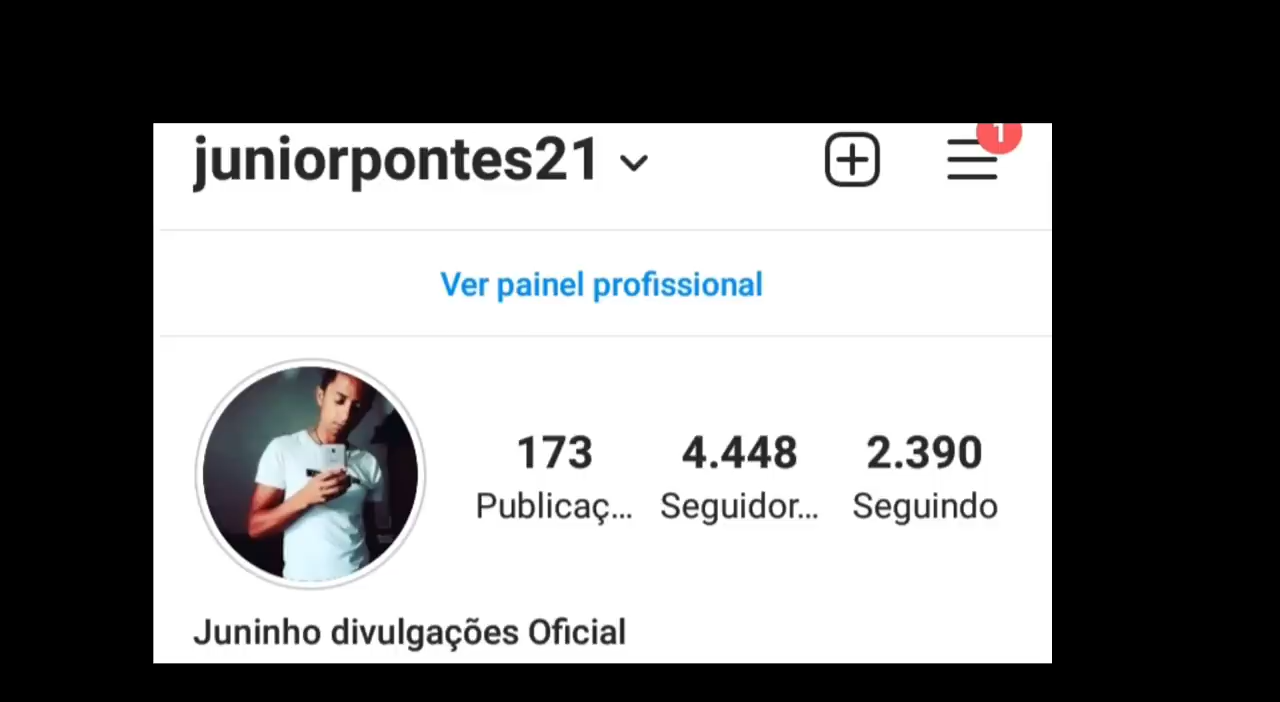 juniorpontes21
1
Ver painel profissional
173 4.448 2.390
Publicaç... Seguidor... Seguindo
Juninho divulgações Oficial